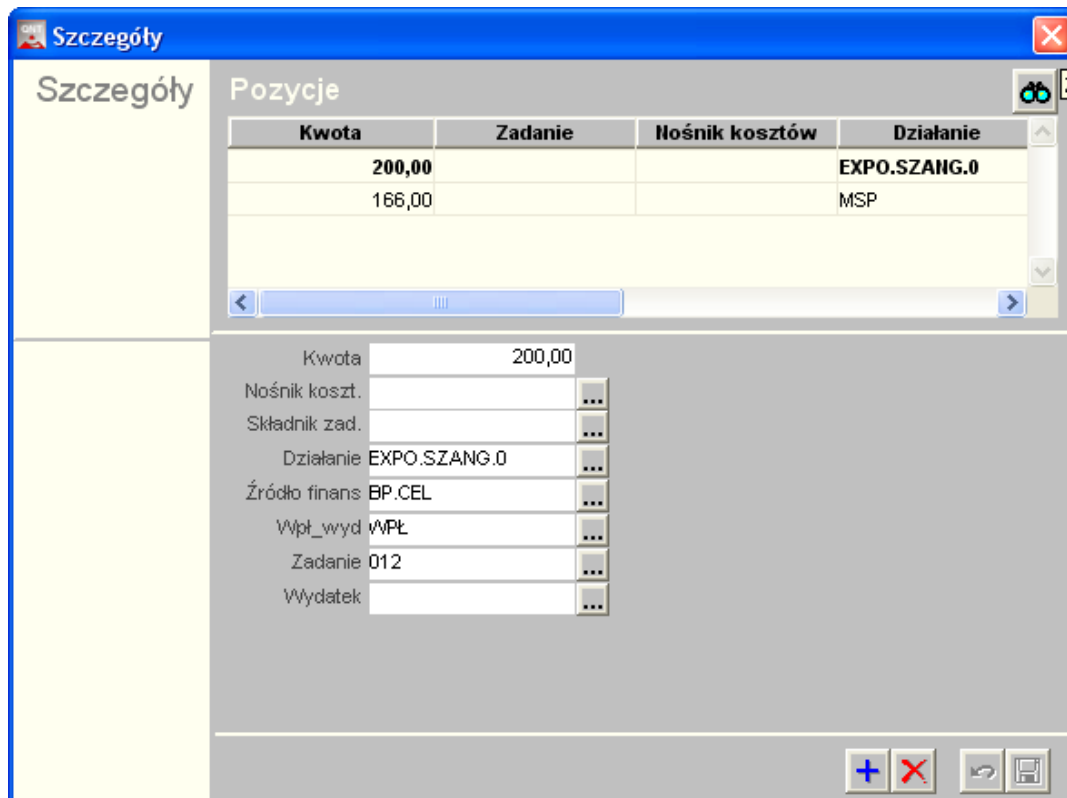 QNT Szczegóły
Szczegóły
Pozycje
Kwota Zadanie Nośnik kosztów Działanie
200,00 EXPO.SZANG.0
166,00 MSP
Kwota 200,00
Nośnik koszt. ...
Składnik zad. ...
Działanie EXPO.SZANG.0 ...
Źródło finans BP.CEL ...
Wpł_wyd WPŁ ...
Zadanie 012 ...
Wydatek ...